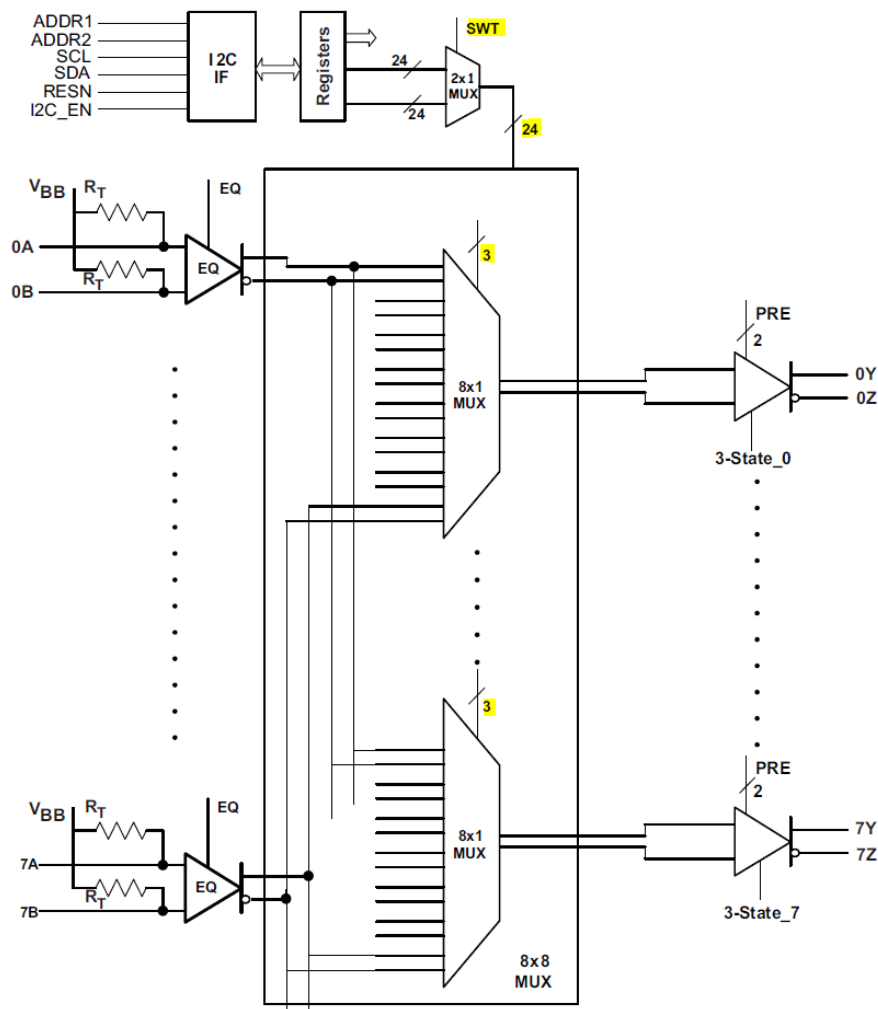 ADDR1
ADDR2
SCL
SDA
RESN
I2C_EN
I 2C
IF
Registers
24
24
SWT
2x1
MUX
24
VBB
RT
EQ
0A
RT
EQ
0B
3
8x1
MUX
PRE
2
0Y
0Z
3-State_0
3
VBB
RT
EQ
7A
RT
EQ
7B
8x1
MUX
PRE
2
7Y
7Z
3-State_7
8x8
MUX